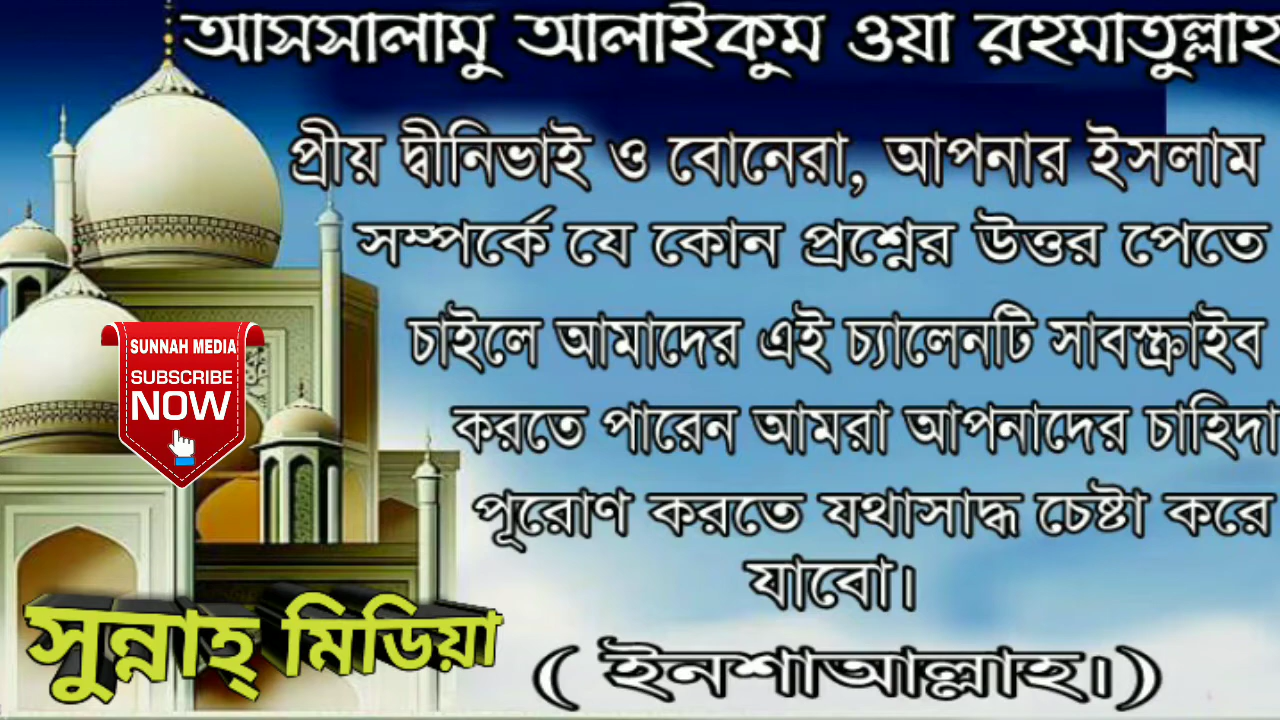 আসসালামু আলাইকুম ওয়া রহমাতুল্লাহ
প্রীয় দ্বীনিভাই ও বোনেরা, আপনার ইসলাম
সম্পর্কে যে কোন প্রশ্নের উত্তর পেতে
চাইলে আমাদের এই চ্যালেনটি সাবস্ক্রাইব
করতে পারেন আমরা আপনাদের চাহিদা
পূরোণ করতে যথাসাদ্ধ চেষ্টা করে
যাবো।
( ইনশাআল্লাহ।)
SUNNAH MEDIA
SUBSCRIBE
NOW
সুন্নাহ্ মিডিয়া